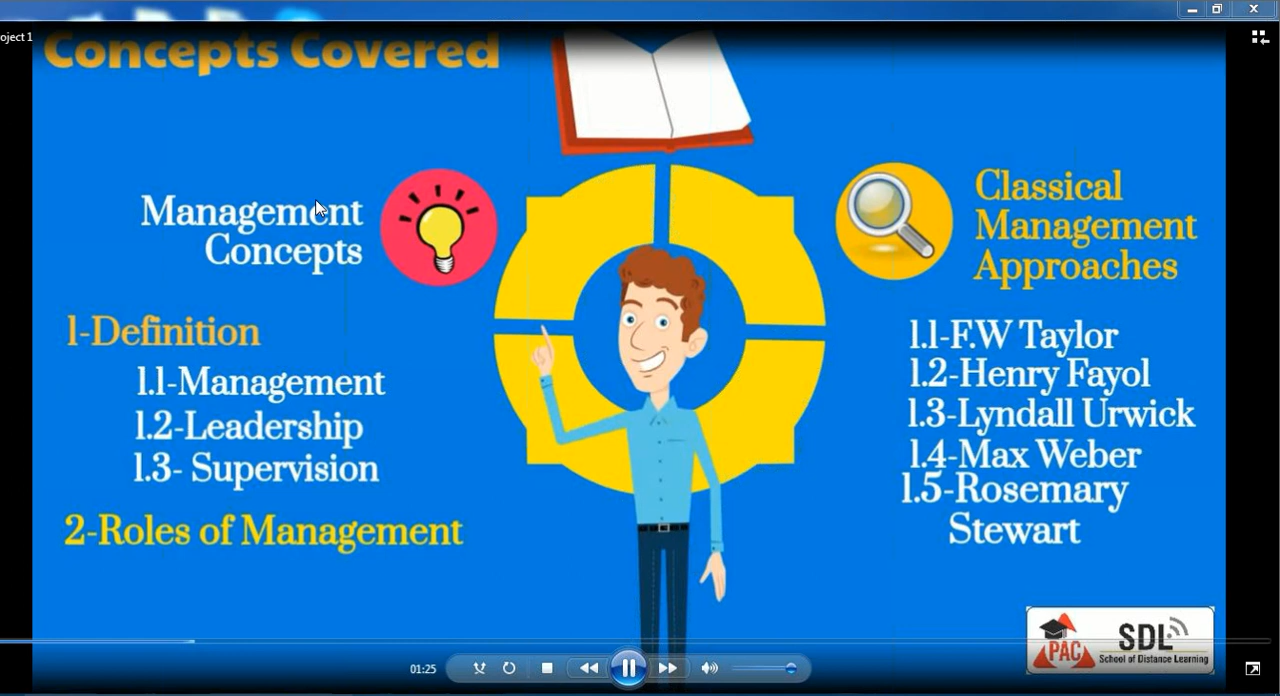 oject 1
Concepts Covered
Management
Concepts
1-Definition
1.1-Management
1.2-Leadership
1.3- Supervision
2-Roles of Management
Classical
Management
Approaches
1.1-F.W Taylor
1.2-Henry Fayol
1.3-Lyndall Urwick
1.4-Max Weber
1.5-Rosemary
Stewart
PAC
SDL
School of Distance Learning
01:25